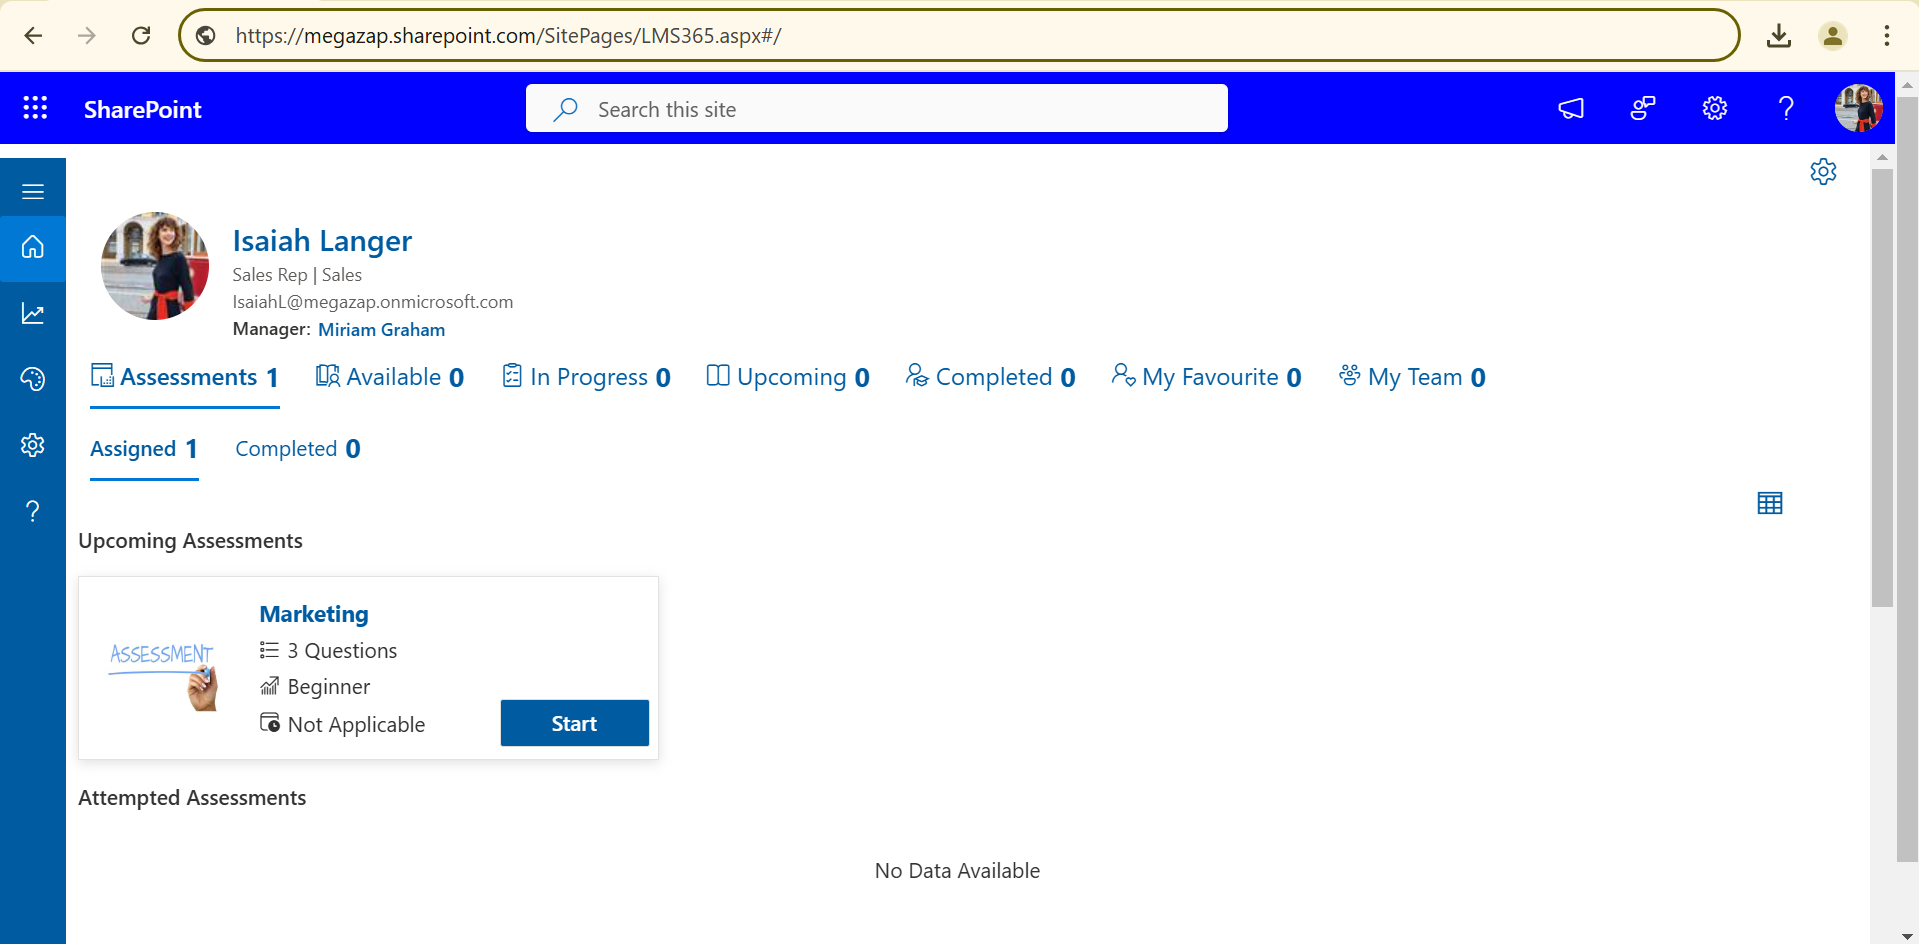 https://megazap.sharepoint.com/SitePages/LMS365.aspx#/
SharePoint
Search this site
Isaiah Langer
Sales Rep | Sales
IsaiahL@megazap.onmicrosoft.com
Manager: Miriam Graham
Assessments 1 Available 0 In Progress 0 Upcoming 0 Completed 0 My Favourite 0 My Team 0
Assigned 1 Completed 0
Upcoming Assessments
Marketing
ASSESSMENT
3 Questions
Beginner
Not Applicable
Start
Attempted Assessments
No Data Available